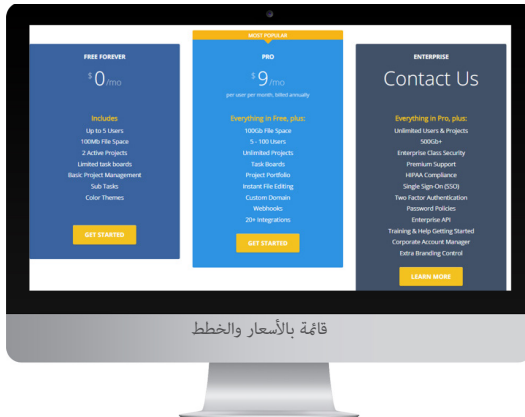 FREE FOREVER
$0/mo
Includes
Up to 5 Users
100Mb File Space
2 Active Projects
Limited task boards
Basic Project Management
Sub Tasks
Color Themes
GET STARTED
MOST POPULAR
PRO
$9/mo
per user per month, billed annually
Everything in Free, plus:
100Gb File Space
5 - 100 Users
Unlimited Projects
Task Boards
Project Portfolio
Instant File Editing
Custom Domain
Webhooks
20+ Integrations
GET STARTED
ENTERPRISE
Contact Us
Everything in Pro, plus:
Unlimited Users & Projects
500Gb+
Enterprise Class Security
Premium Support
HIPAA Compliance
Single Sign-On (SSO)
Two Factor Authentication
Password Policies
Enterprise API
Training & Help Getting Started
Corporate Account Manager
Extra Branding Control
LEARN MORE
قائمة بالأسعار والخطط